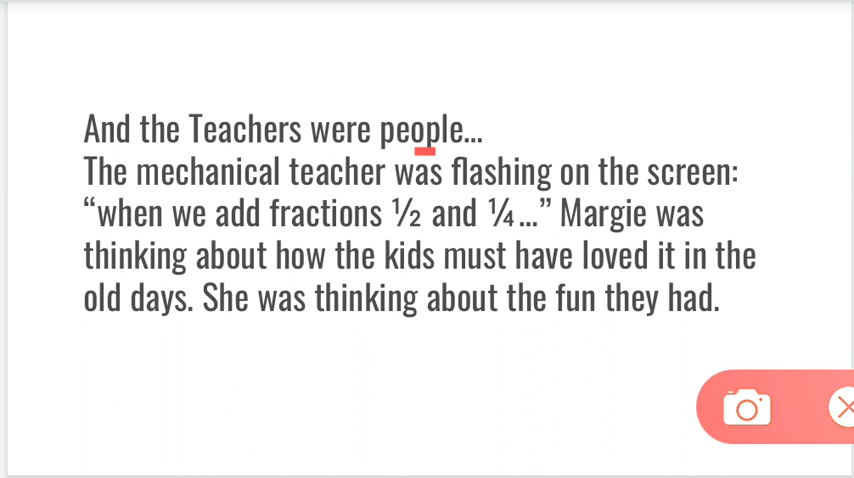 And the Teachers were people...
The mechanical teacher was flashing on the screen:
“when we add fractions ½ and ¼...” Margie was
thinking about how the kids must have loved it in the
old days. She was thinking about the fun they had.